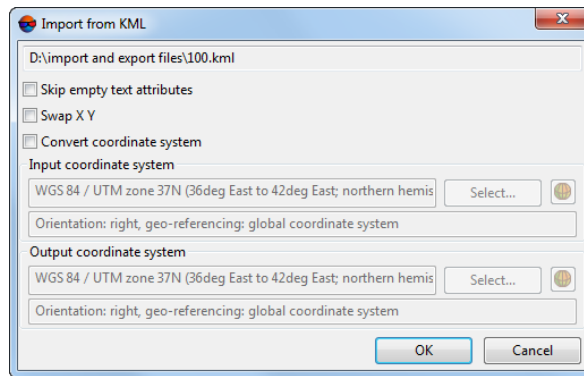 Import from KML
D:\import and export files\100.kml
Skip empty text attributes
Swap X Y
Convert coordinate system
Input coordinate system
WGS 84 / UTM zone 37N (36deg East to 42deg East; northern hemis
Select...
Orientation: right, geo-referencing: global coordinate system
Output coordinate system
WGS 84 / UTM zone 37N (36deg East to 42deg East; northern hemis
Select...
Orientation: right, geo-referencing: global coordinate system
OK
Cancel